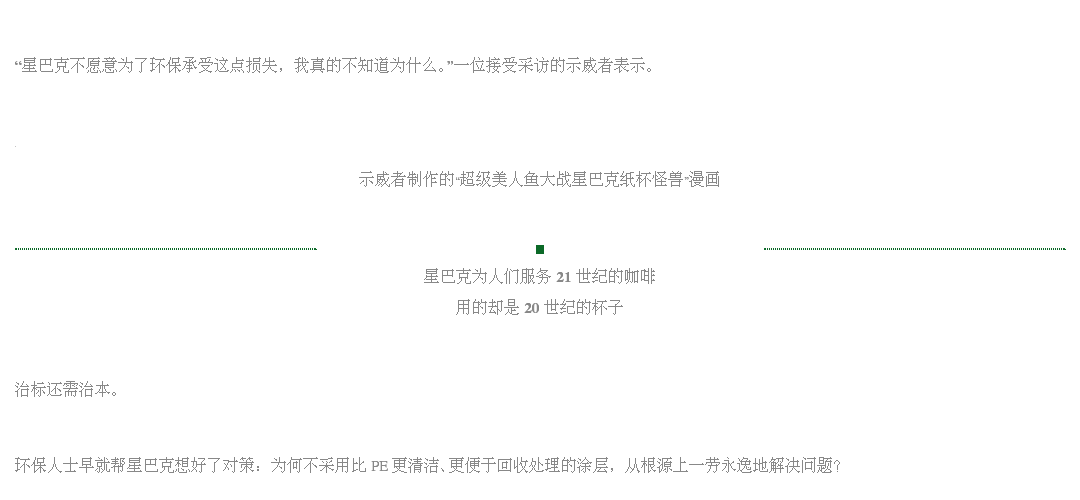 “星巴克不愿意为了环保承受这点损失，我真的不知道为什么。”一位接受采访的示威者表示。
示威者制作的“超级美人鱼大战星巴克纸杯怪兽”漫画
星巴克为人们服务 21 世纪的咖啡
用的却是 20 世纪的杯子
治标还需治本。
环保人士早就帮星巴克想好了对策：为何不采用比 PE 更清洁、更便于回收处理的涂层，从根源上一劳永逸地解决问题？